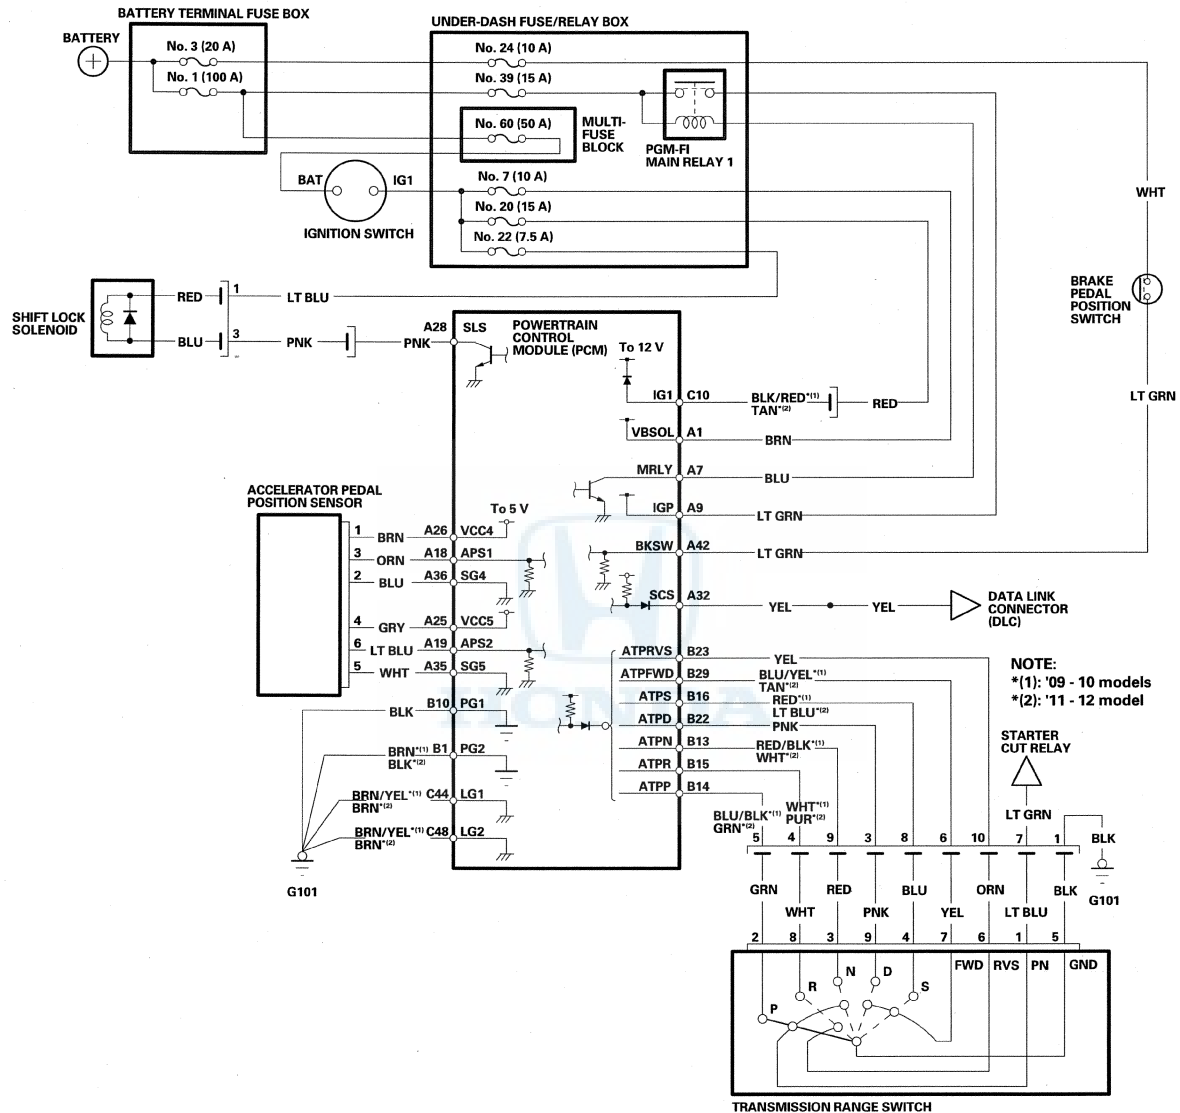 BATTERY TERMINAL FUSE BOX
UNDER-DASH FUSE/RELAY BOX
BATTERY
No. 3 (20 A)
No. 1 (100 A)
No. 24 (10 A)
No. 39 (15 A)
No. 60 (50 A)
MULTI-
FUSE
BLOCK
PGM-FI
MAIN RELAY 1
BAT
IG1
IGNITION SWITCH
No. 7 (10 A)
No. 20 (15 A)
No. 22 (7.5 A)
WHT
BRAKE
PEDAL
POSITION
SWITCH
LT GRN
SHIFT LOCK
SOLENOID
RED
1
LT BLU
BLU
3
PNK
PNK
A28
SLS
POWERTRAIN
CONTROL
MODULE (PCM)
To 12 V
IG1
C10
BLK/RED*(1)
TAN*(2)
RED
VBSOL
A1
BRN
MRLY
A7
BLU
IGP
A9
LT GRN
BKSW
A42
LT GRN
SCS
A32
YEL
YEL
DATA LINK
CONNECTOR
(DLC)
ACCELERATOR PEDAL
POSITION SENSOR
To 5 V
1 BRN A26 VCC4
3 ORN A18 APS1
2 BLU A36 SG4
4 GRY A25 VCC5
6 LT BLU A19 APS2
5 WHT A35 SG5
BLK B10 PG1
BRN*(1) B1 PG2
BLK*(2)
BRN/YEL*(1) C44 LG1
BRN*(2)
BRN/YEL*(1) C48 LG2
BRN*(2)
G101
HONDA
ATPRVS B23 YEL
ATPFWD B29 BLU/YEL*(1)
TAN*(2)
ATPS B16 RED*(1)
LT BLU*(2)
ATPD B22 PNK
ATPN B13 RED/BLK*(1)
WHT*(2)
ATPR B15
ATPP B14
BLU/BLK*(1)
GRN*(2)
WHT*(1)
PUR*(2)
NOTE:
*(1): '09 - 10 models
*(2): '11 - 12 model
STARTER
CUT RELAY
LT GRN
BLK
G101
5 4 9 3 8 6 10 7 1
GRN RED BLU ORN BLK
WHT PNK YEL LT BLU
2 8 3 9 4 7 6 1 5
FWD RVS PN GND
P R N D S
TRANSMISSION RANGE SWITCH